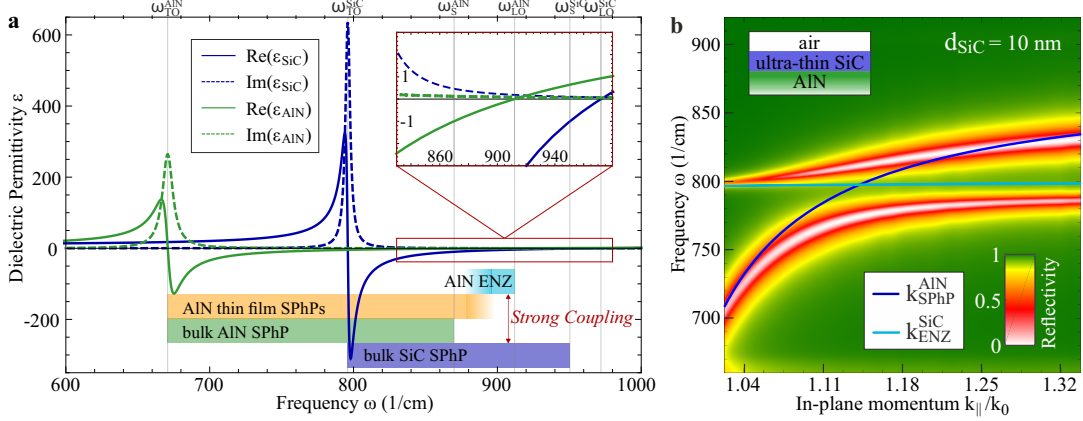 a
ω_TO^AlN ω_TO^SiC ω_S^AlN ω_LO^AlN ω_S^SiC ω_LO^SiC
Dielectric Permittivity ε
600
400
200
0
-200
Re(ε_SiC)
Im(ε_SiC)
Re(ε_AlN)
Im(ε_AlN)
1
-1
860 900 940
AlN ENZ
AlN thin film SPhPs
Strong Coupling
bulk AlN SPhP
bulk SiC SPhP
600 700 800 900 1000
Frequency ω (1/cm)
b
air
ultra-thin SiC
AlN
d_SiC = 10 nm
Frequency ω (1/cm)
900
850
800
750
700
k_SPhP^AlN
k_ENZ^SiC
1
0.5
0
Reflectivity
1.04 1.11 1.18 1.25 1.32
In-plane momentum k_∥/k_0